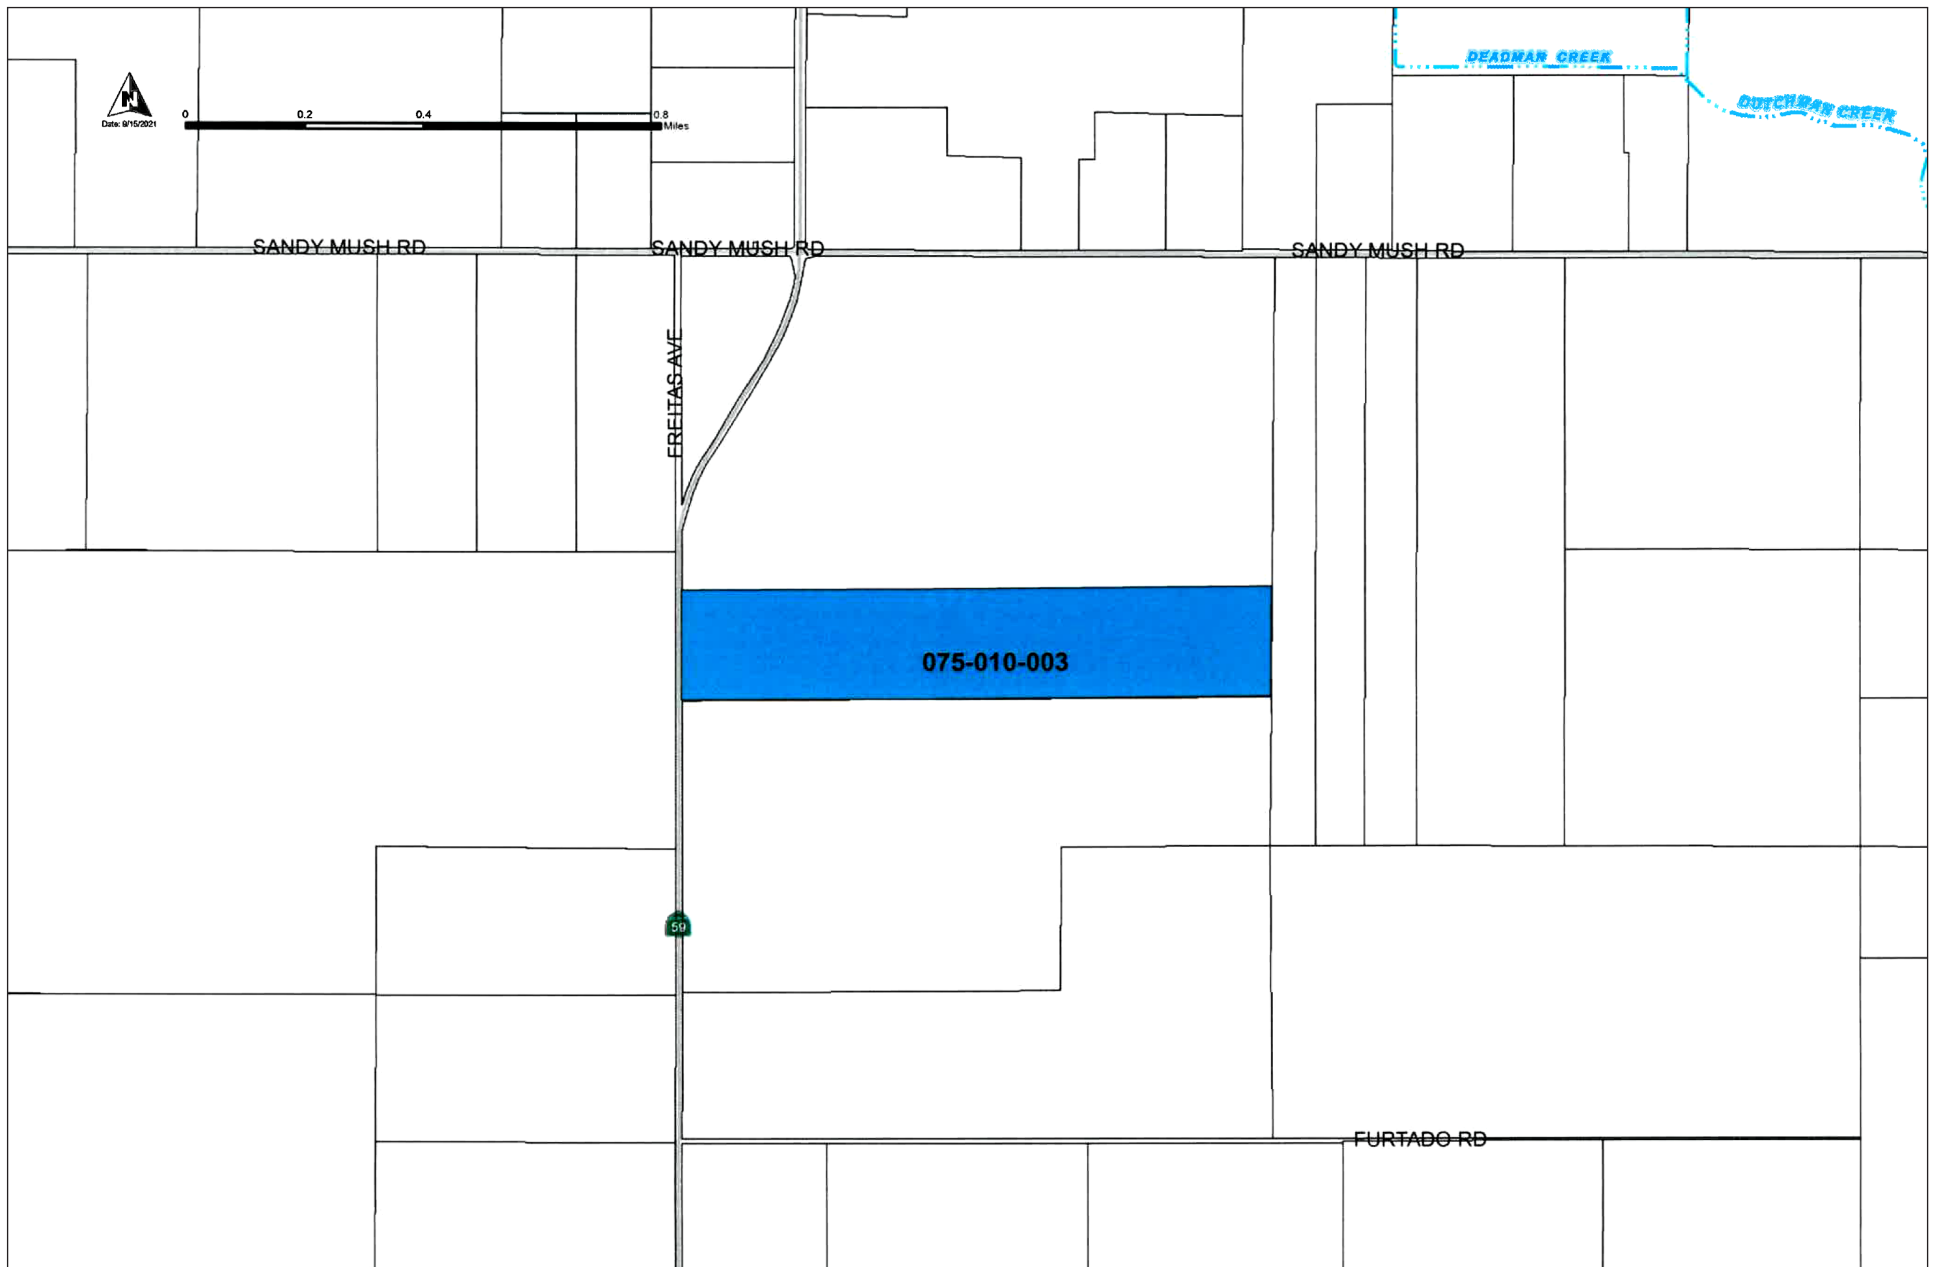 DEADMAN CREEK
DUTCHMAN CREEK
N
Date: 9/15/2021
0 0.2 0.4 0.8
Miles
SANDY MUSH RD SANDY MUSH RD SANDY MUSH RD
FREITAS AVE
075-010-003
59
FURTADO RD